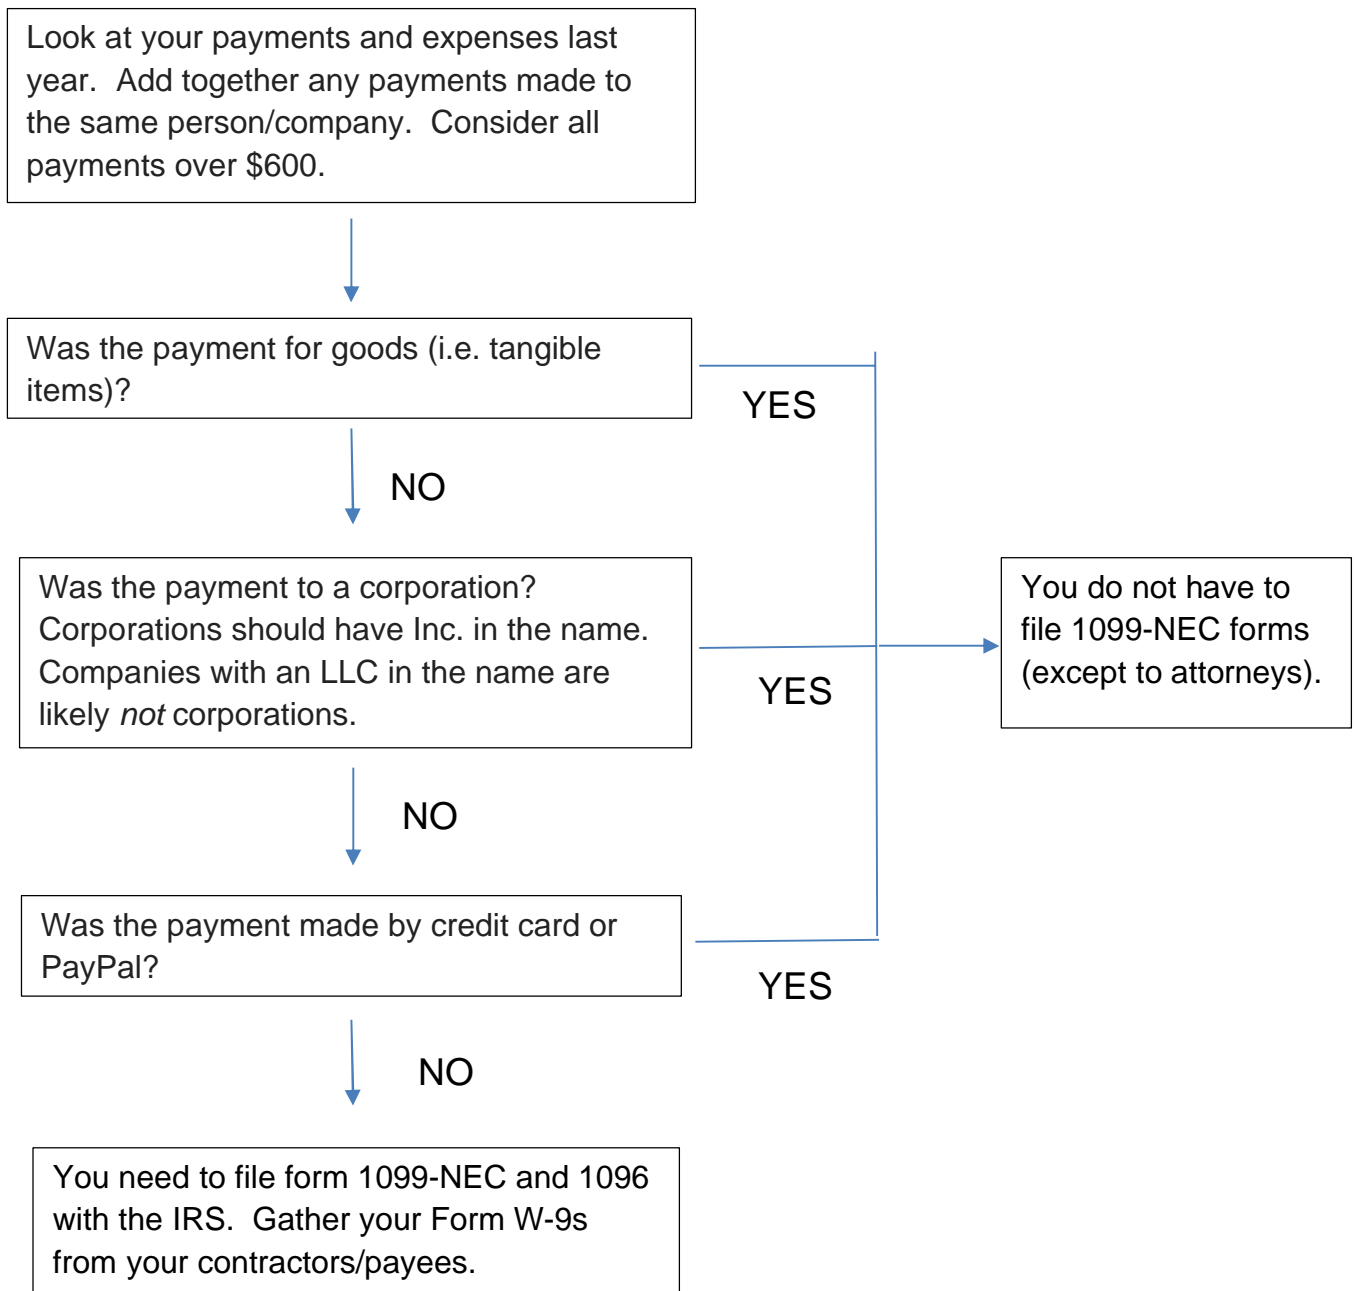 Look at your payments and expenses last
year.  Add together any payments made to
the same person/company.  Consider all
payments over $600.
Was the payment for goods (i.e. tangible
items)?
YES
NO
Was the payment to a corporation?
Corporations should have Inc. in the name.
Companies with an LLC in the name are
likely not corporations.
YES
You do not have to
file 1099-NEC forms
(except to attorneys).
NO
Was the payment made by credit card or
PayPal?
YES
NO
You need to file form 1099-NEC and 1096
with the IRS.  Gather your Form W-9s
from your contractors/payees.